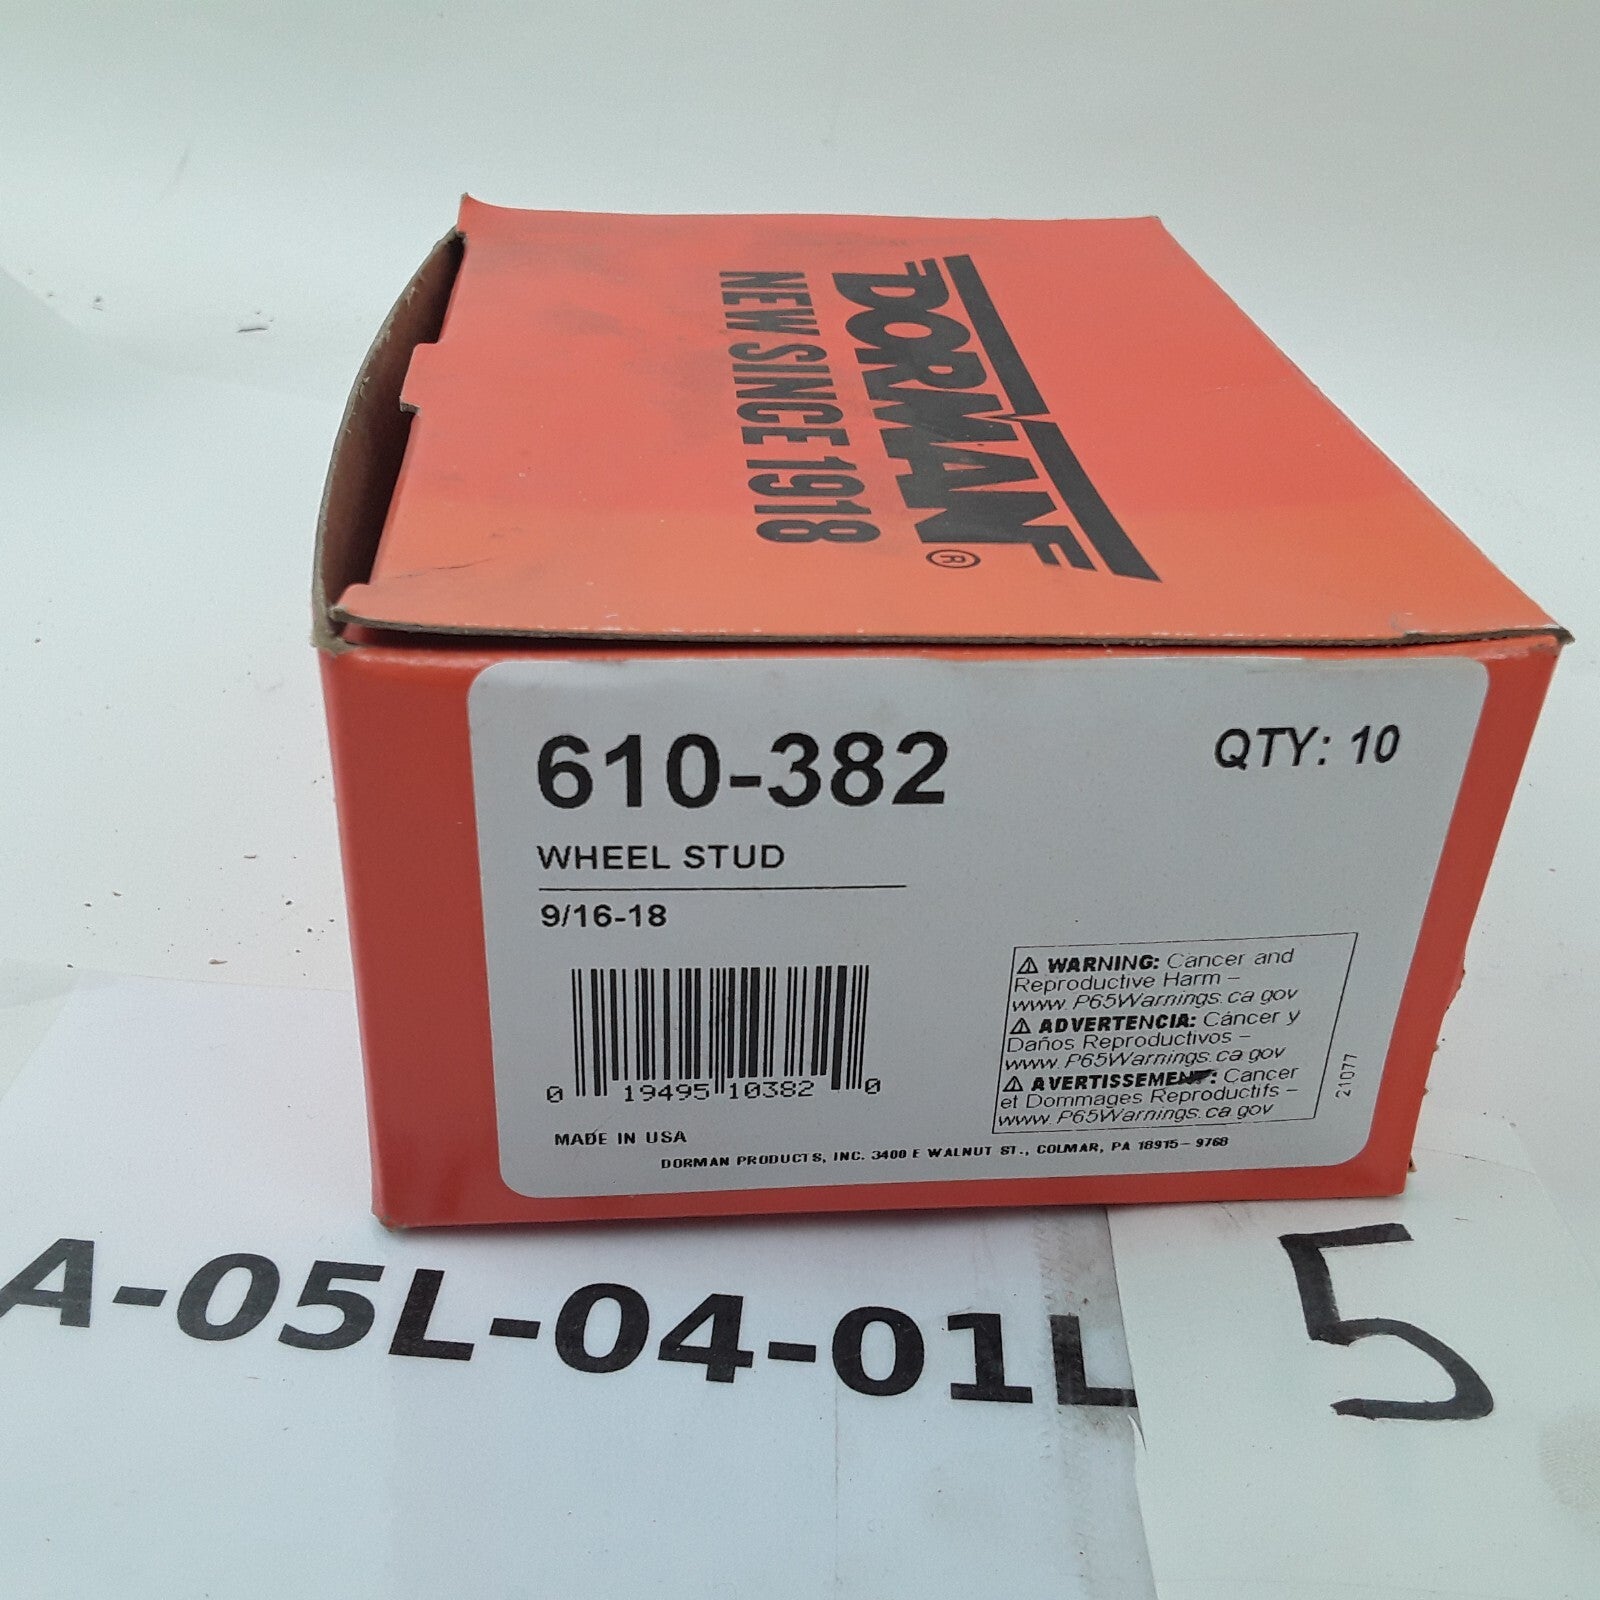 DORMAN®
NEW SINCE 1918
610-382
QTY: 10
WHEEL STUD
9/16-18
0 19495 10382 0
MADE IN USA
⚠ WARNING: Cancer and
Reproductive Harm –
www.P65Warnings.ca.gov
⚠ ADVERTENCIA: Cáncer y
Daños Reproductivos –
www.P65Warnings.ca.gov
⚠ AVERTISSEMENT: Cancer
et Dommages Reproductifs –
www.P65Warnings.ca.gov
21077
DORMAN PRODUCTS, INC. 3400 E WALNUT ST., COLMAR, PA 18915-9768
A-05L-04-01L
5